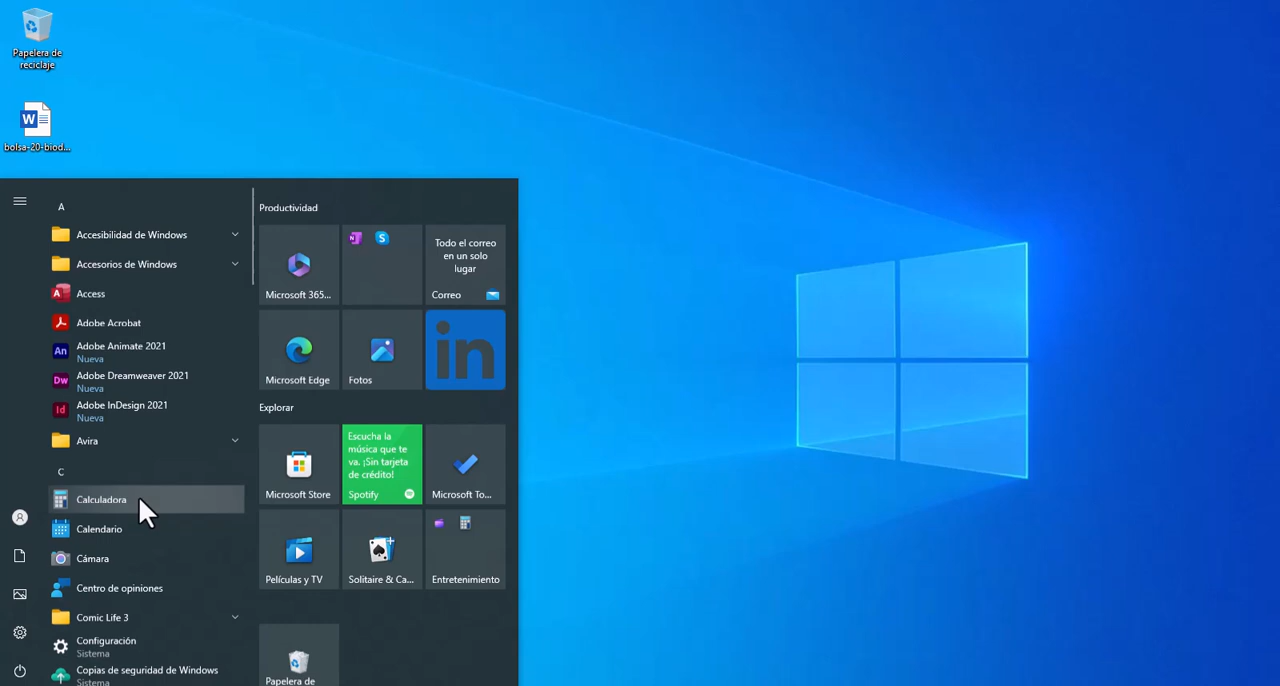 Papelera de
reciclaje
bolsa-20-biod...
A
Accesibilidad de Windows
Accesorios de Windows
Access
Adobe Acrobat
Adobe Animate 2021
Nueva
Adobe Dreamweaver 2021
Nueva
Adobe InDesign 2021
Nueva
Avira
C
Calculadora
Calendario
Cámara
Centro de opiniones
Comic Life 3
Configuración
Sistema
Copias de seguridad de Windows
Sistema
Productividad
Microsoft 365...
Todo el correo
en un solo
lugar
Correo
Microsoft Edge
Fotos
in
Explorar
Microsoft Store
Escucha la
música que te
va. ¡Sin tarjeta
de crédito!
Spotify
Microsoft To...
Películas y TV
Solitaire & Ca...
Entretenimiento
Papelera de